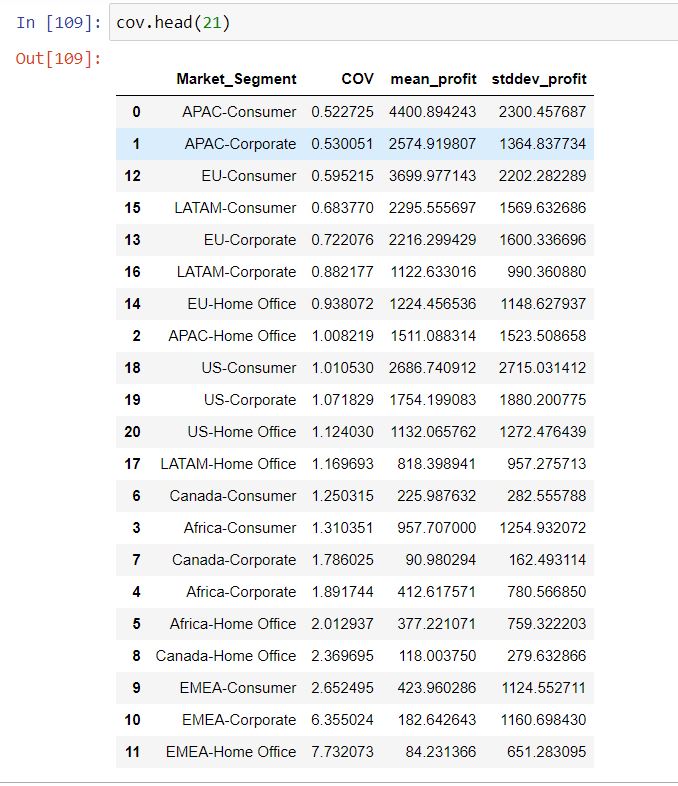 In [109]: cov.head(21)
Out[109]:
Market_Segment COV mean_profit stddev_profit
0 APAC-Consumer 0.522725 4400.894243 2300.457687
1 APAC-Corporate 0.530051 2574.919807 1364.837734
12 EU-Consumer 0.595215 3699.977143 2202.282289
15 LATAM-Consumer 0.683770 2295.555697 1569.632686
13 EU-Corporate 0.722076 2216.299429 1600.336696
16 LATAM-Corporate 0.882177 1122.633016 990.360880
14 EU-Home Office 0.938072 1224.456536 1148.627937
2 APAC-Home Office 1.008219 1511.088314 1523.508658
18 US-Consumer 1.010530 2686.740912 2715.031412
19 US-Corporate 1.071829 1754.199083 1880.200775
20 US-Home Office 1.124030 1132.065762 1272.476439
17 LATAM-Home Office 1.169693 818.398941 957.275713
6 Canada-Consumer 1.250315 225.987632 282.555788
3 Africa-Consumer 1.310351 957.707000 1254.932072
7 Canada-Corporate 1.786025 90.980294 162.493114
4 Africa-Corporate 1.891744 412.617571 780.566850
5 Africa-Home Office 2.012937 377.221071 759.322203
8 Canada-Home Office 2.369695 118.003750 279.632866
9 EMEA-Consumer 2.652495 423.960286 1124.552711
10 EMEA-Corporate 6.355024 182.642643 1160.698430
11 EMEA-Home Office 7.732073 84.231366 651.283095